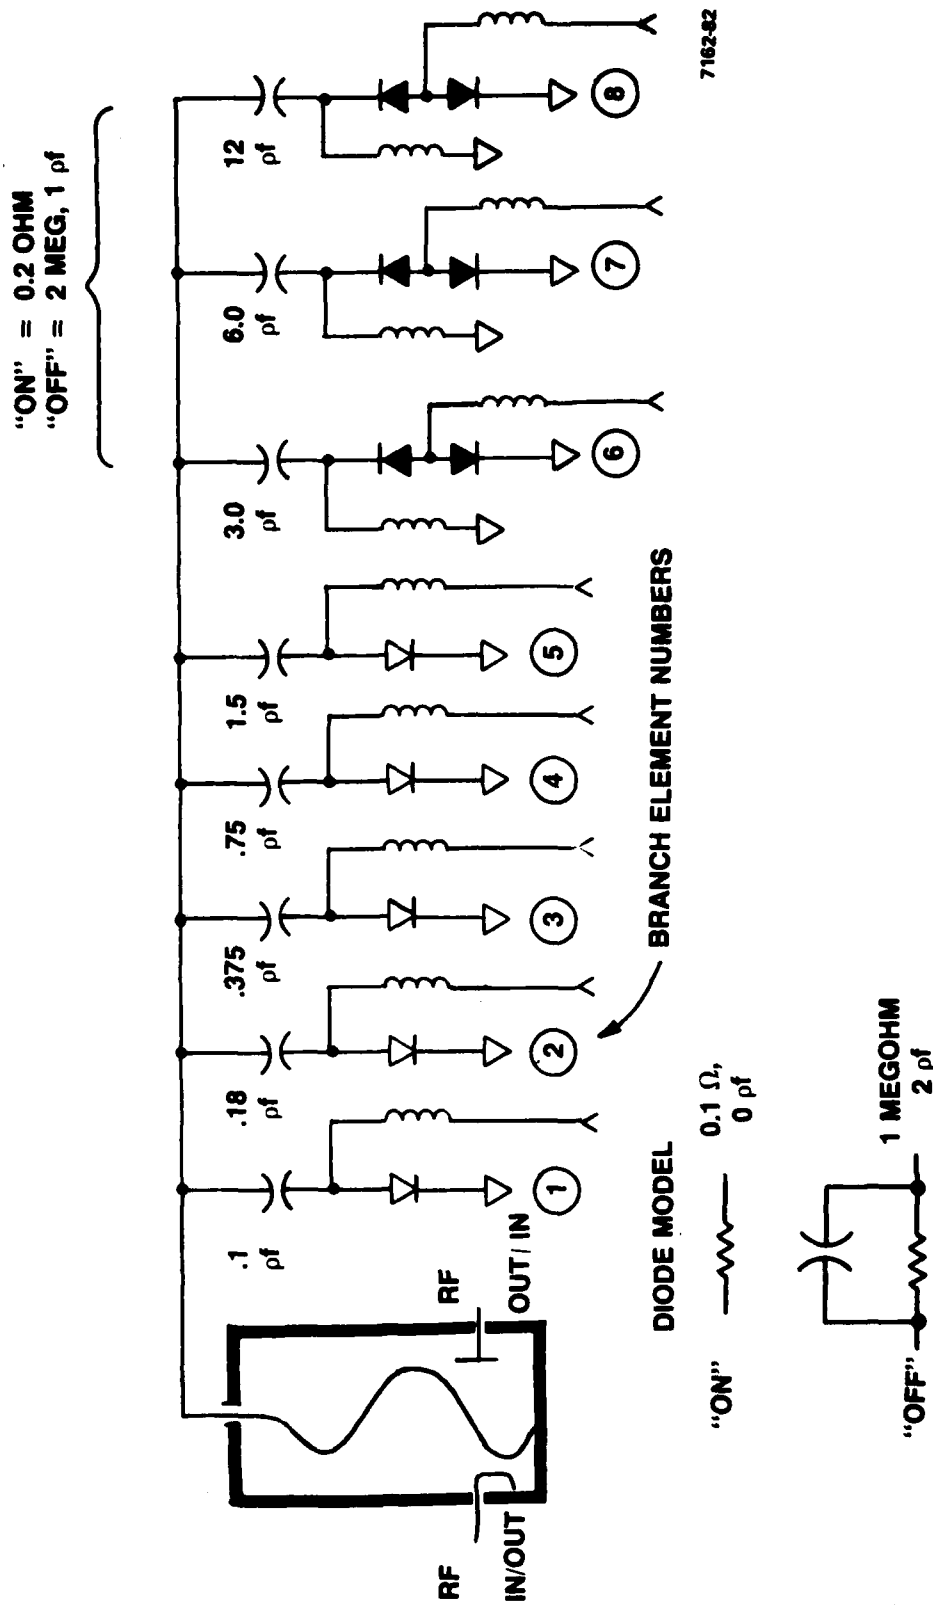 "ON" = 0.2 OHM
"OFF" = 2 MEG, 1 ρf
.1
ρf
.18
ρf
.375
ρf
.75
ρf
1.5
ρf
3.0
ρf
6.0
ρf
12
ρf
1
2
3
4
5
6
7
8
7162-82
BRANCH ELEMENT NUMBERS
RF
IN/OUT
RF
OUT/IN
DIODE MODEL
"ON"
0.1 Ω,
0 ρf
"OFF"
1 MEGOHM
2 ρf